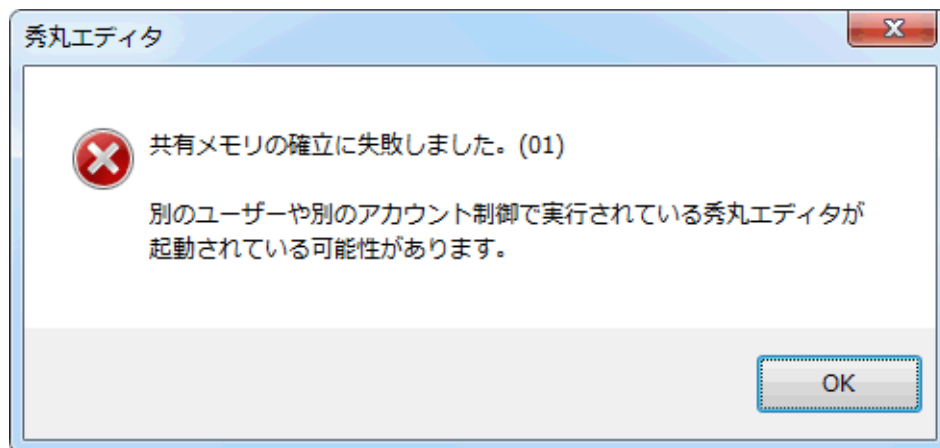 秀丸エディタ
共有メモリの確立に失敗しました。(01)
別のユーザーや別のアカウント制御で実行されている秀丸エディタが
起動されている可能性があります。
OK